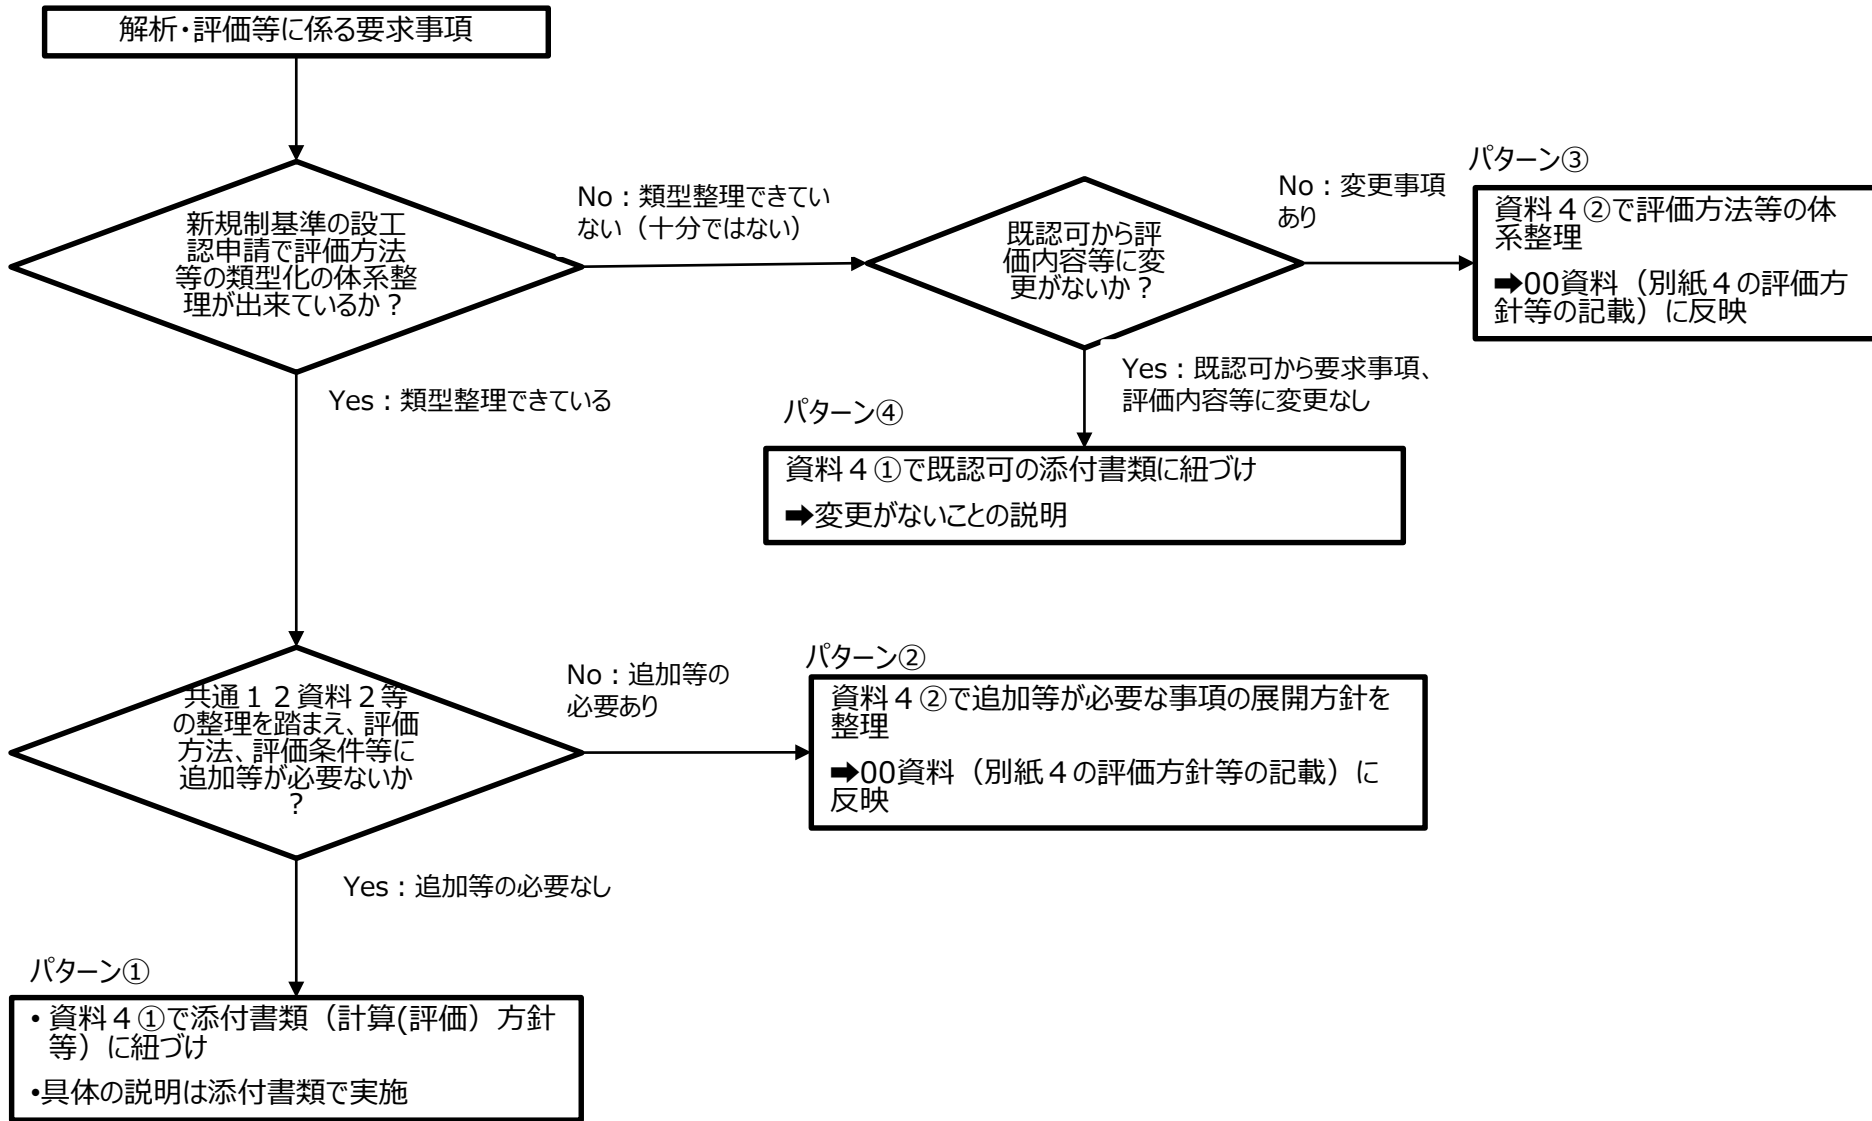 解析・評価等に係る要求事項
新規制基準の設工
認申請で評価方法
等の類型化の体系整
理が出来ているか？
No：類型整理できてい
ない（十分ではない）
既認可から評
価内容等に変
更がないか？
No：変更事項
あり
パターン③
資料４②で評価方法等の体
系整理
➡00資料（別紙４の評価方
針等の記載）に反映
Yes：類型整理できている
Yes：既認可から要求事項、
評価内容等に変更なし
パターン④
資料４①で既認可の添付書類に紐づけ
➡変更がないことの説明
共通１２資料２等
の整理を踏まえ、評価
方法、評価条件等に
追加等が必要ないか
？
No：追加等の
必要あり
パターン②
資料４②で追加等が必要な事項の展開方針を
整理
➡00資料（別紙４の評価方針等の記載）に
反映
Yes：追加等の必要なし
パターン①
•資料４①で添付書類（計算(評価）方針
等）に紐づけ
•具体の説明は添付書類で実施